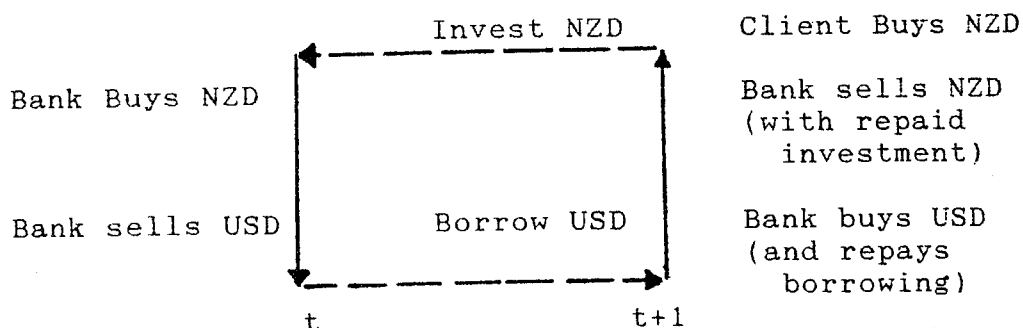 Invest NZD
Client Buys NZD
Bank Buys NZD
Bank sells NZD
(with repaid
investment)
Bank sells USD
Borrow USD
Bank buys USD
(and repays
borrowing)
t
t+1